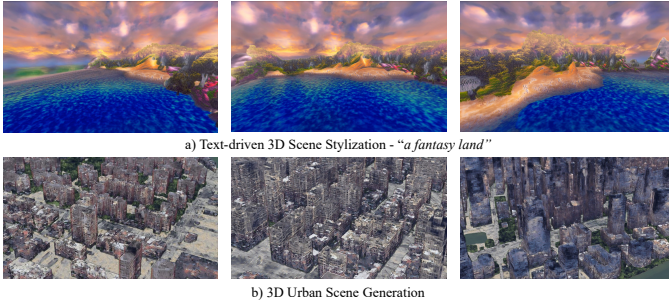 a) Text-driven 3D Scene Stylization - “a fantasy land”
b) 3D Urban Scene Generation